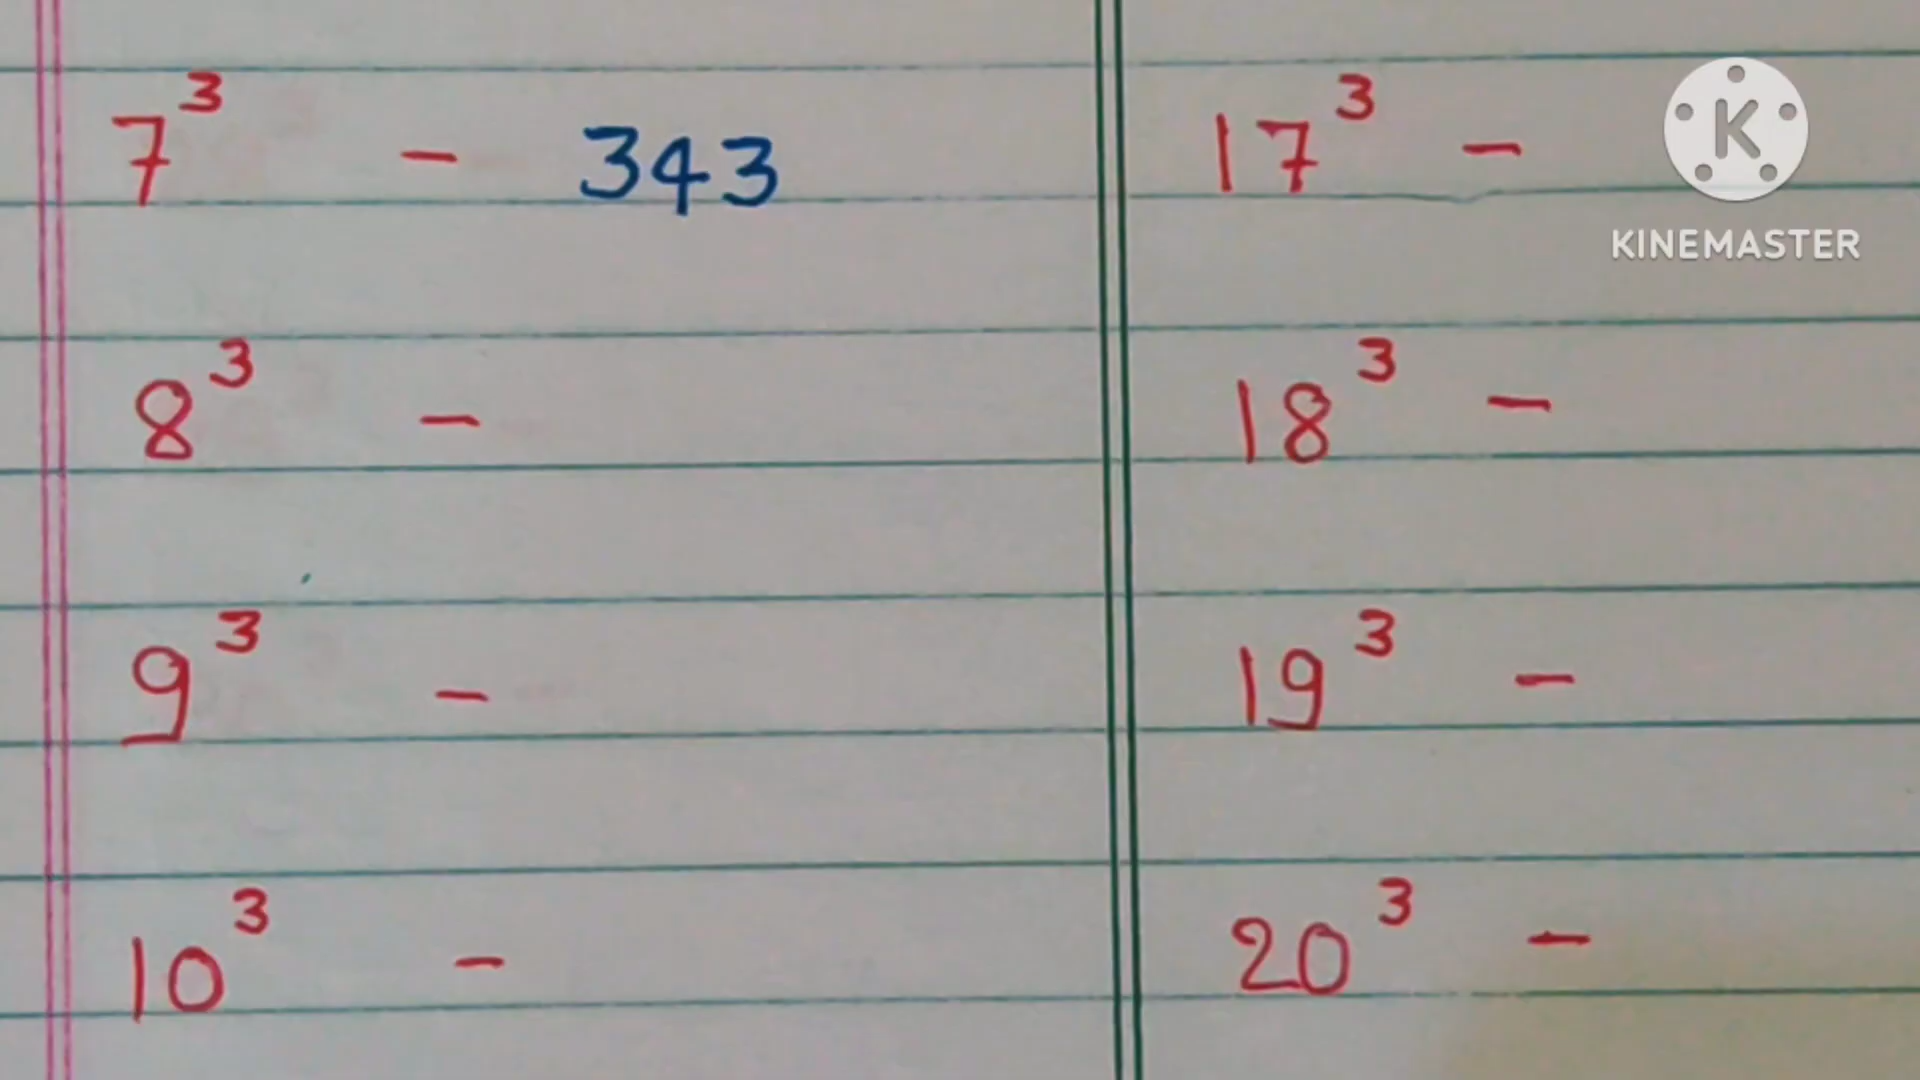 7³ - 343
8³ -
9³ -
10³ -
17³ -
18³ -
19³ -
20³ -
K
KINEMASTER